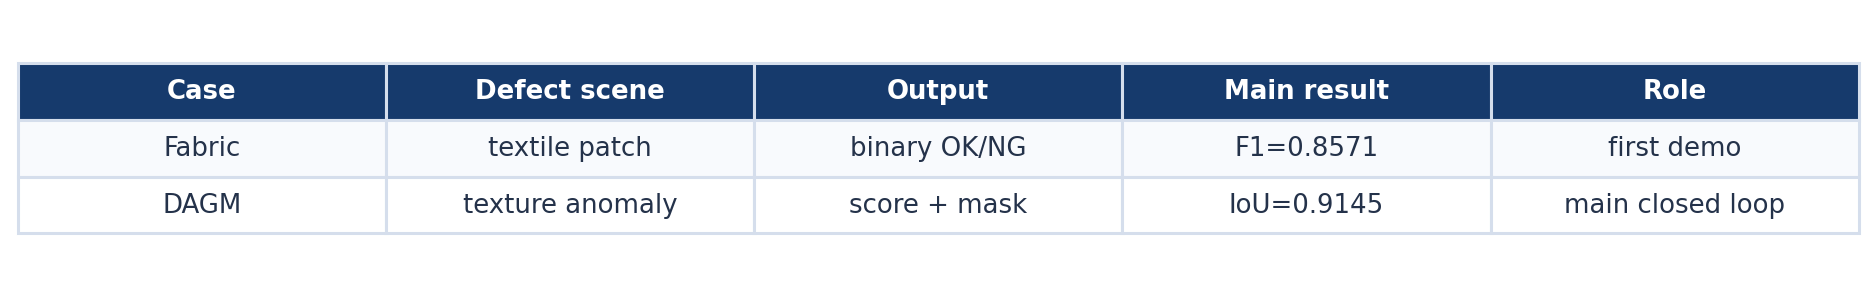 Case Defect scene Output Main result Role
Fabric textile patch binary OK/NG F1=0.8571 first demo
DAGM texture anomaly score + mask IoU=0.9145 main closed loop